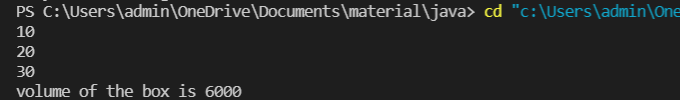 PS C:\Users\admin\OneDrive\Documents\material\java> cd "c:\Users\admin\One
10
20
30
volume of the box is 6000